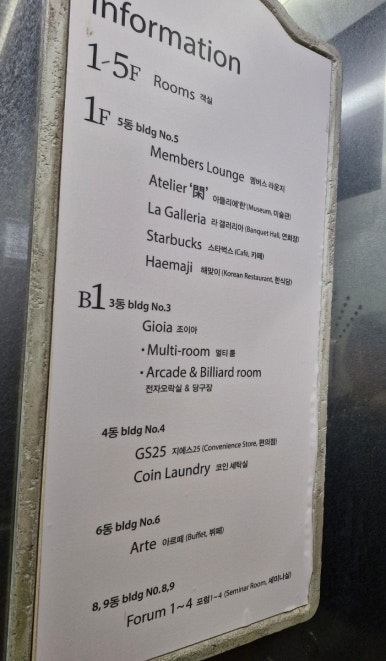 Information
1-5F Rooms 객실
1F 5동 bldg No.5
Members Lounge 멤버스 라운지
Atelier ‘閑’ 아뜰리에‘한’ (Museum, 미술관)
La Galleria 라 갤러리아 (Banquet Hall, 연회장)
Starbucks 스타벅스 (Cafe, 카페)
Haemaji 해맞이 (Korean Restaurant, 한식당)
B1 3동 bldg No.3
Gioia 조이아
• Multi-room 멀티 룸
• Arcade & Billiard room
전자오락실 & 당구장
4동 bldg No.4
GS25 지에스25 (Convenience Store, 편의점)
Coin Laundry 코인 세탁실
6동 bldg No.6
Arte 아르떼 (Buffet, 뷔페)
8, 9동 bldg N0.8,9
Forum 1~4 포럼1~4 (Seminar Room, 세미나실)